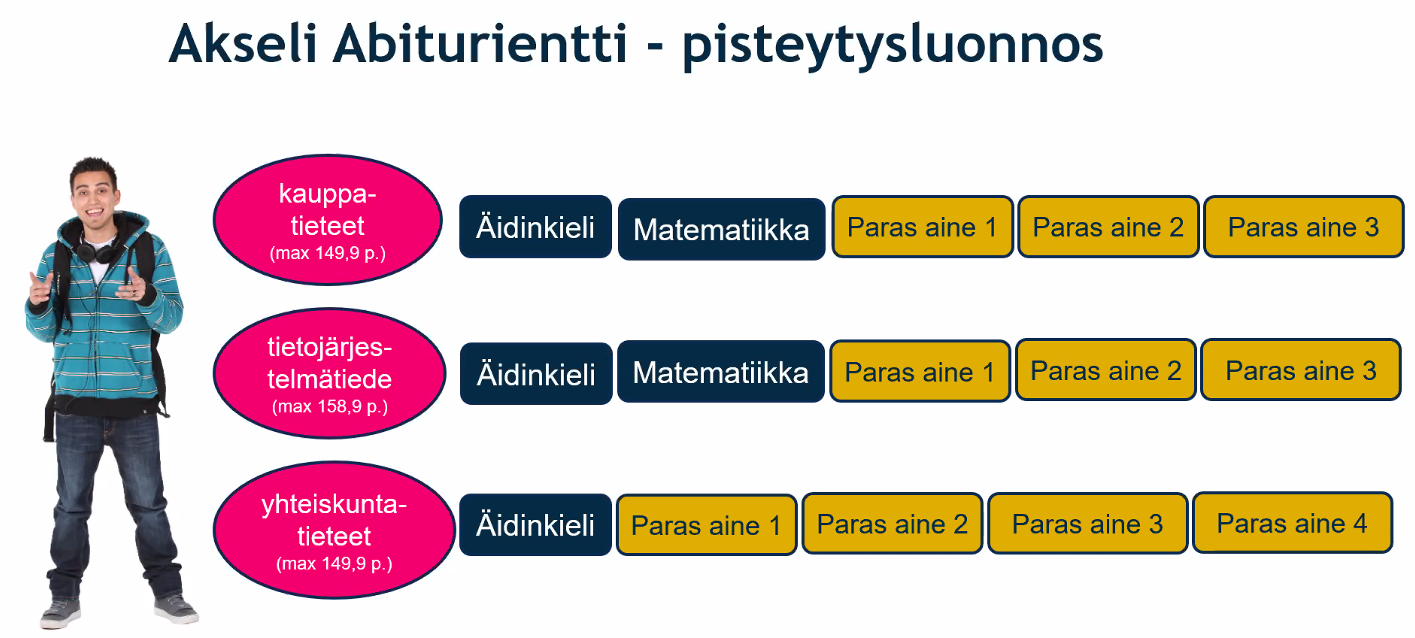 Akseli Abiturientti - pisteytysluonnos
kauppa-
tieteet
(max 149,9 p.)
Äidinkieli
Matematiikka
Paras aine 1
Paras aine 2
Paras aine 3
tietojärjes-
telmätiede
(max 158,9 p.)
Äidinkieli
Matematiikka
Paras aine 1
Paras aine 2
Paras aine 3
yhteiskunta-
tieteet
(max 149,9 p.)
Äidinkieli
Paras aine 1
Paras aine 2
Paras aine 3
Paras aine 4